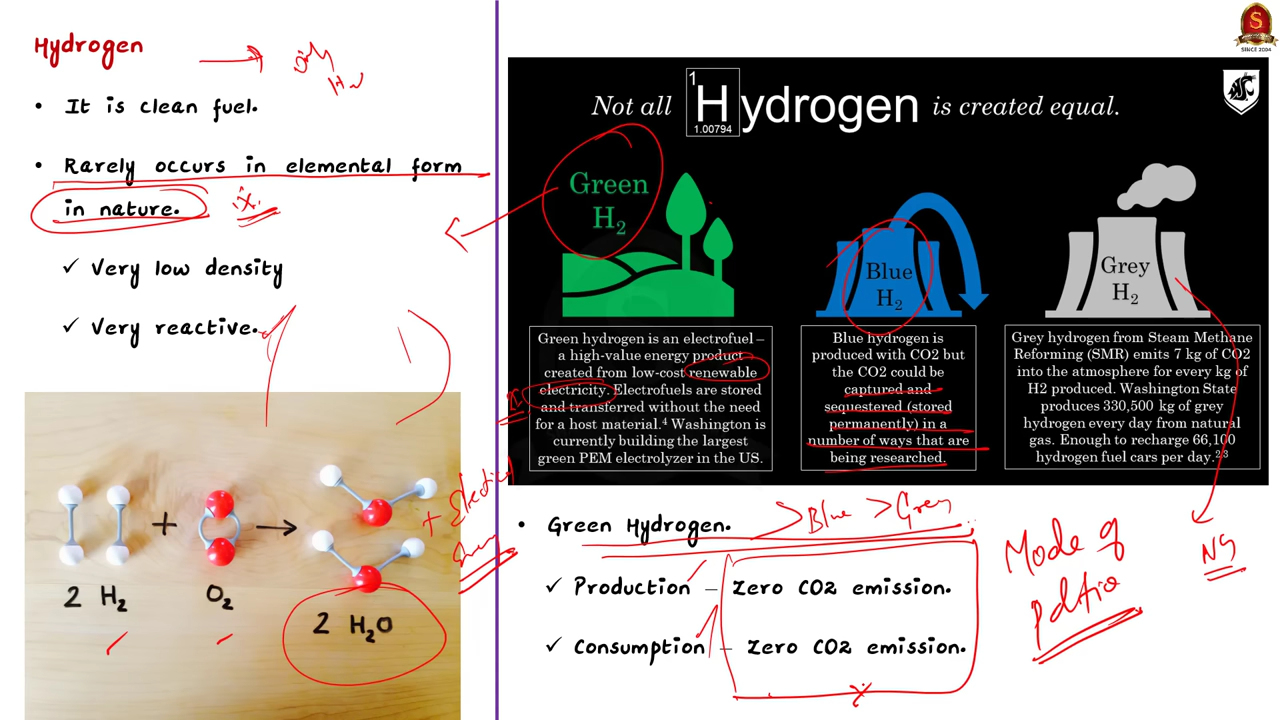 Hydrogen
• It is clean fuel.
• Rarely occurs in elemental form
in nature.
✓ Very low density
✓ Very reactive.
2 H2
+
O2
→
2 H2O
+ Electrical
SINCE 2004
Not all
1
H
1.00794
ydrogen is created equal.
Green
H2
Green hydrogen is an electrofuel –
a high-value energy product
created from low-cost renewable
electricity. Electrofuels are stored
and transferred without the need
for a host material.4 Washington is
currently building the largest
green PEM electrolyzer in the US.
Blue
H2
Blue hydrogen is
produced with CO2 but
the CO2 could be
captured and
sequestered (stored
permanently) in a
number of ways that are
being researched.
Grey
H2
Grey hydrogen from Steam Methane
Reforming (SMR) emits 7 kg of CO2
into the atmosphere for every kg of
H2 produced. Washington State
produces 330,500 kg of grey
hydrogen every day from natural
gas. Enough to recharge 66,100
hydrogen fuel cars per day.2,3
• Green Hydrogen. > Blue > Grey
✓ Production – Zero CO2 emission.
✓ Consumption – Zero CO2 emission.
Mode of
NG